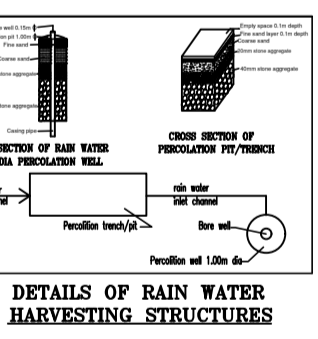 well 0.15m
pit 1.00m
Fine sand
Coarse sand
stone aggregate
stone aggregate
Casing pipe
SECTION OF RAIN WATER
DIA PERCOLATION WELL
Empty space 0.1m depth
Fine sand layer 0.1m depth
Coarse sand
20mm stone aggregate
40mm stone aggregate
CROSS SECTION OF
PERCOLATION PIT/TRENCH
rain water
inlet channel
Percolition trench/pit
Bore well
Percolition well 1.00m dia
DETAILS OF RAIN WATER
HARVESTING STRUCTURES